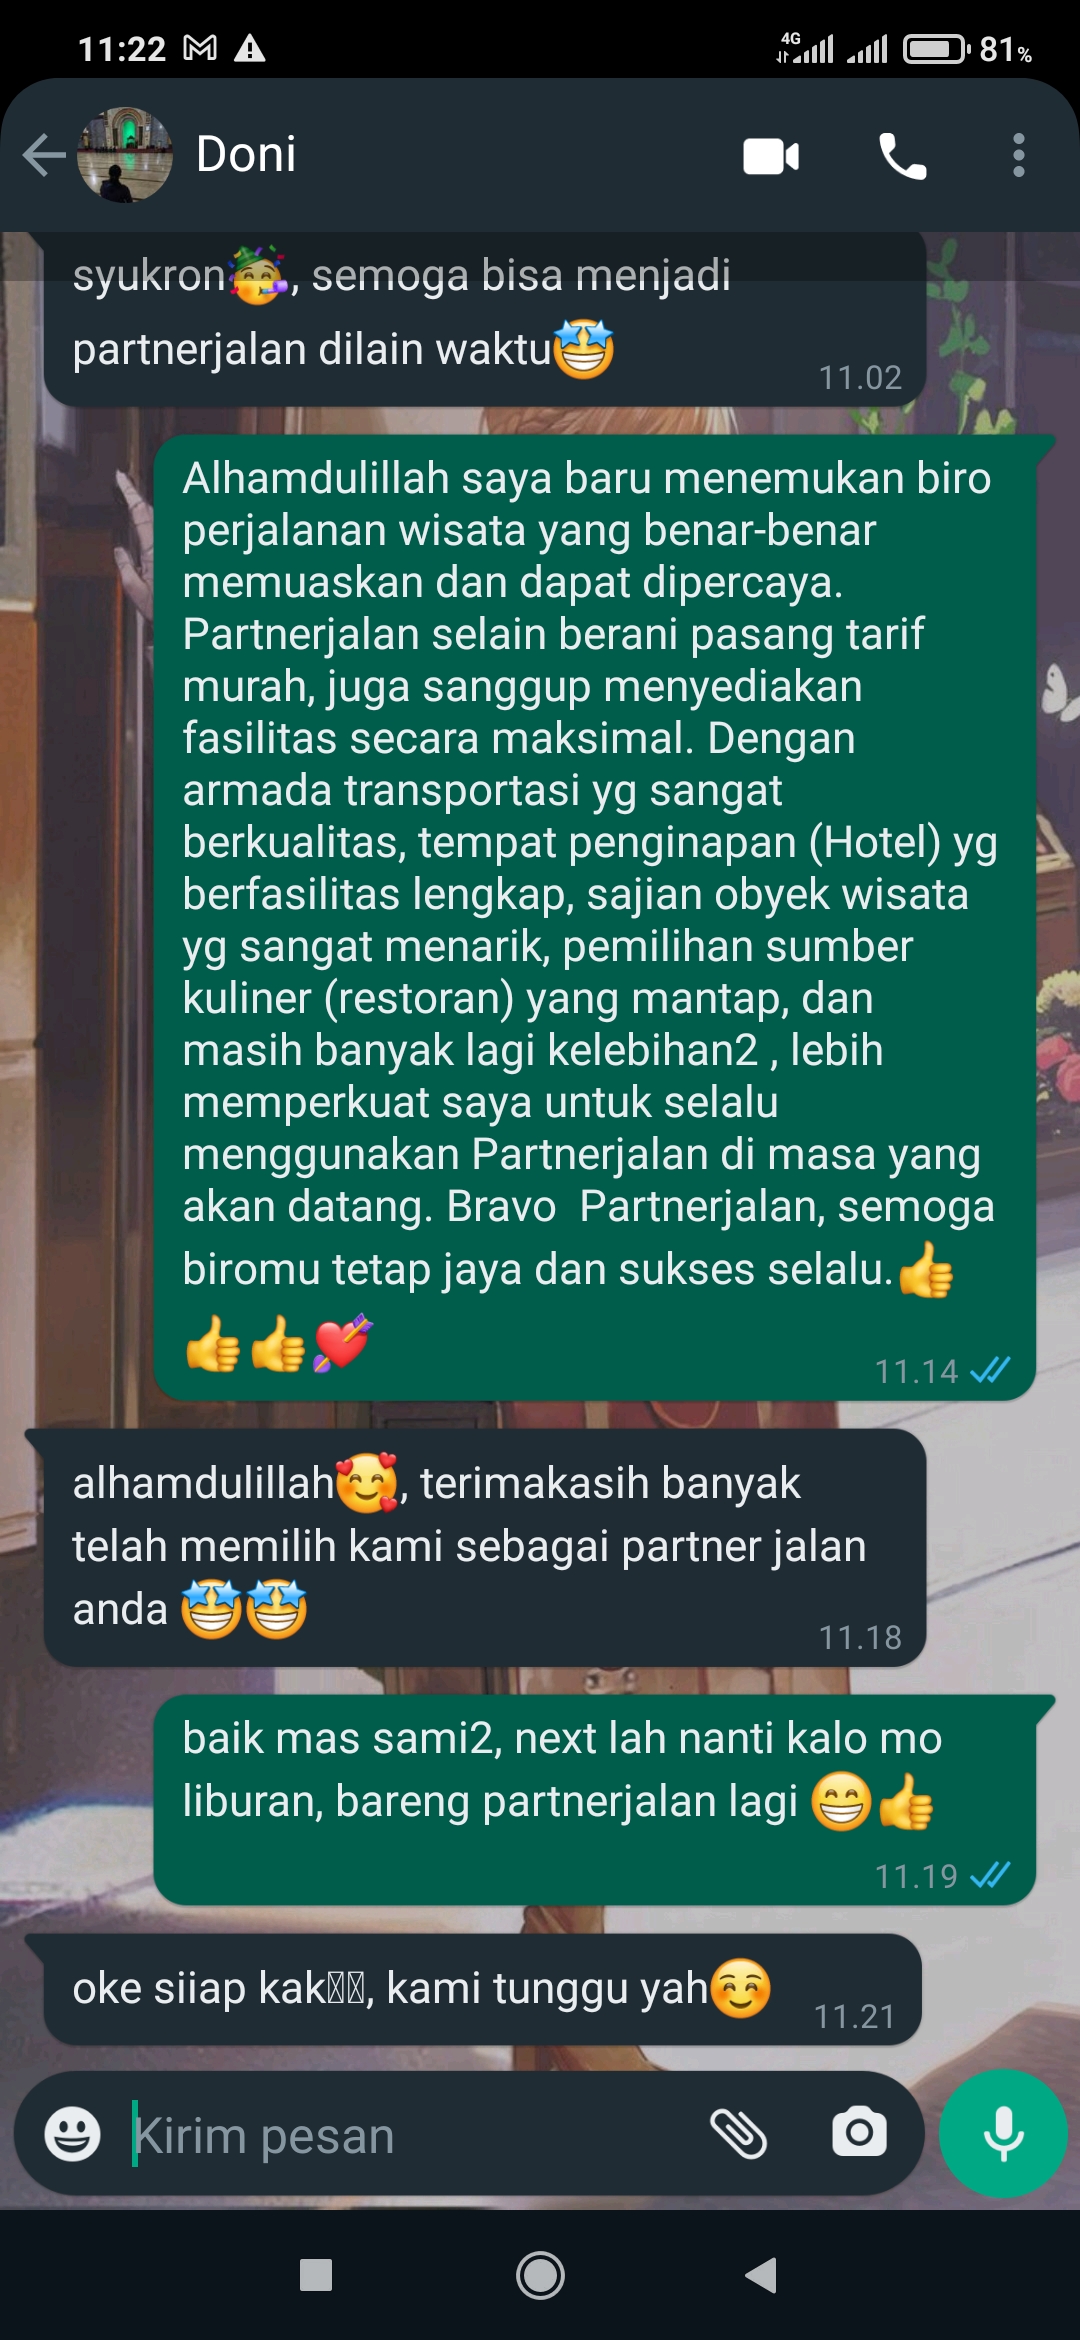 11:22
4G
81%
Doni
syukron🥳, semoga bisa menjadi
partnerjalan dilain waktu🤩
11.02
Alhamdulillah saya baru menemukan biro
perjalanan wisata yang benar-benar
memuaskan dan dapat dipercaya.
Partnerjalan selain berani pasang tarif
murah, juga sanggup menyediakan
fasilitas secara maksimal. Dengan
armada transportasi yg sangat
berkualitas, tempat penginapan (Hotel) yg
berfasilitas lengkap, sajian obyek wisata
yg sangat menarik, pemilihan sumber
kuliner (restoran) yang mantap, dan
masih banyak lagi kelebihan2 , lebih
memperkuat saya untuk selalu
menggunakan Partnerjalan di masa yang
akan datang. Bravo  Partnerjalan, semoga
biromu tetap jaya dan sukses selalu.👍
👍👍💘
11.14
alhamdulillah🥰, terimakasih banyak
telah memilih kami sebagai partner jalan
anda 🤩🤩
11.18
baik mas sami2, next lah nanti kalo mo
liburan, bareng partnerjalan lagi 😁👍
11.19
oke siiap kak, kami tunggu yah☺️
11.21
Kirim pesan